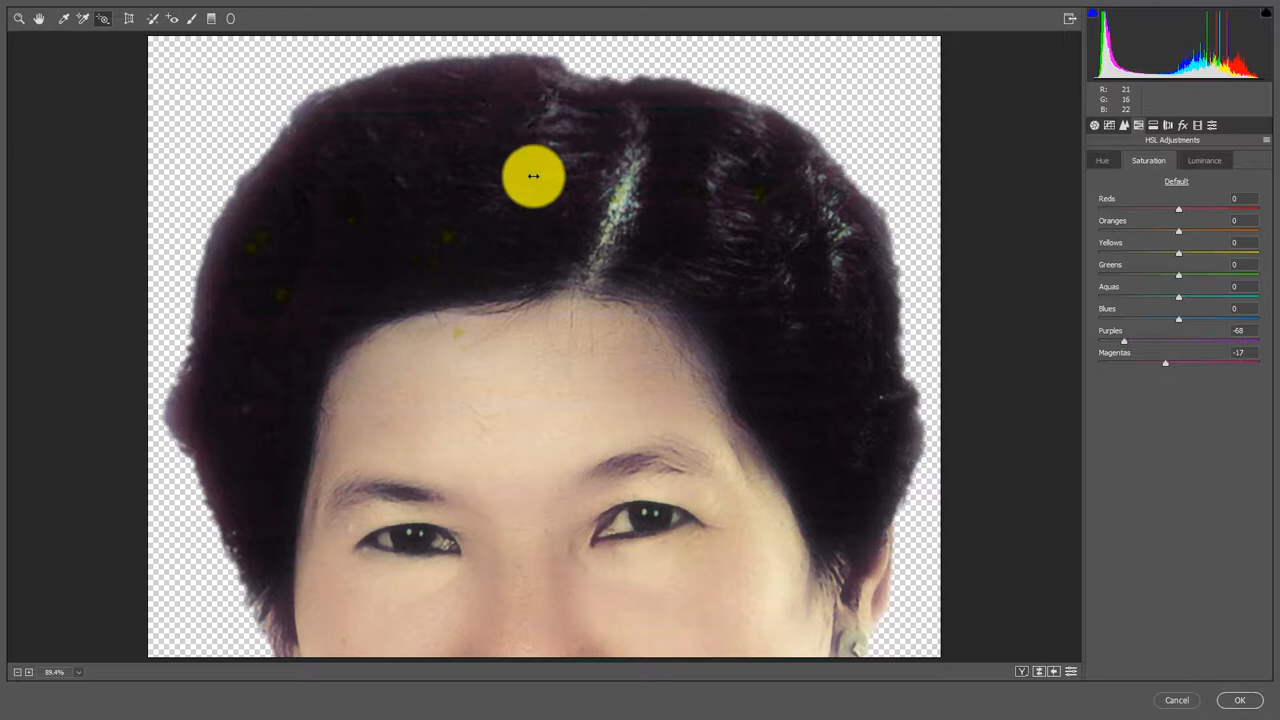 R: 21
G: 16
B: 22
fx
HSL Adjustments
Hue Saturation Luminance
Default
Reds 0
Oranges 0
Yellows 0
Greens 0
Aquas 0
Blues 0
Purples -68
Magentas -17
89.4% Y
Cancel OK